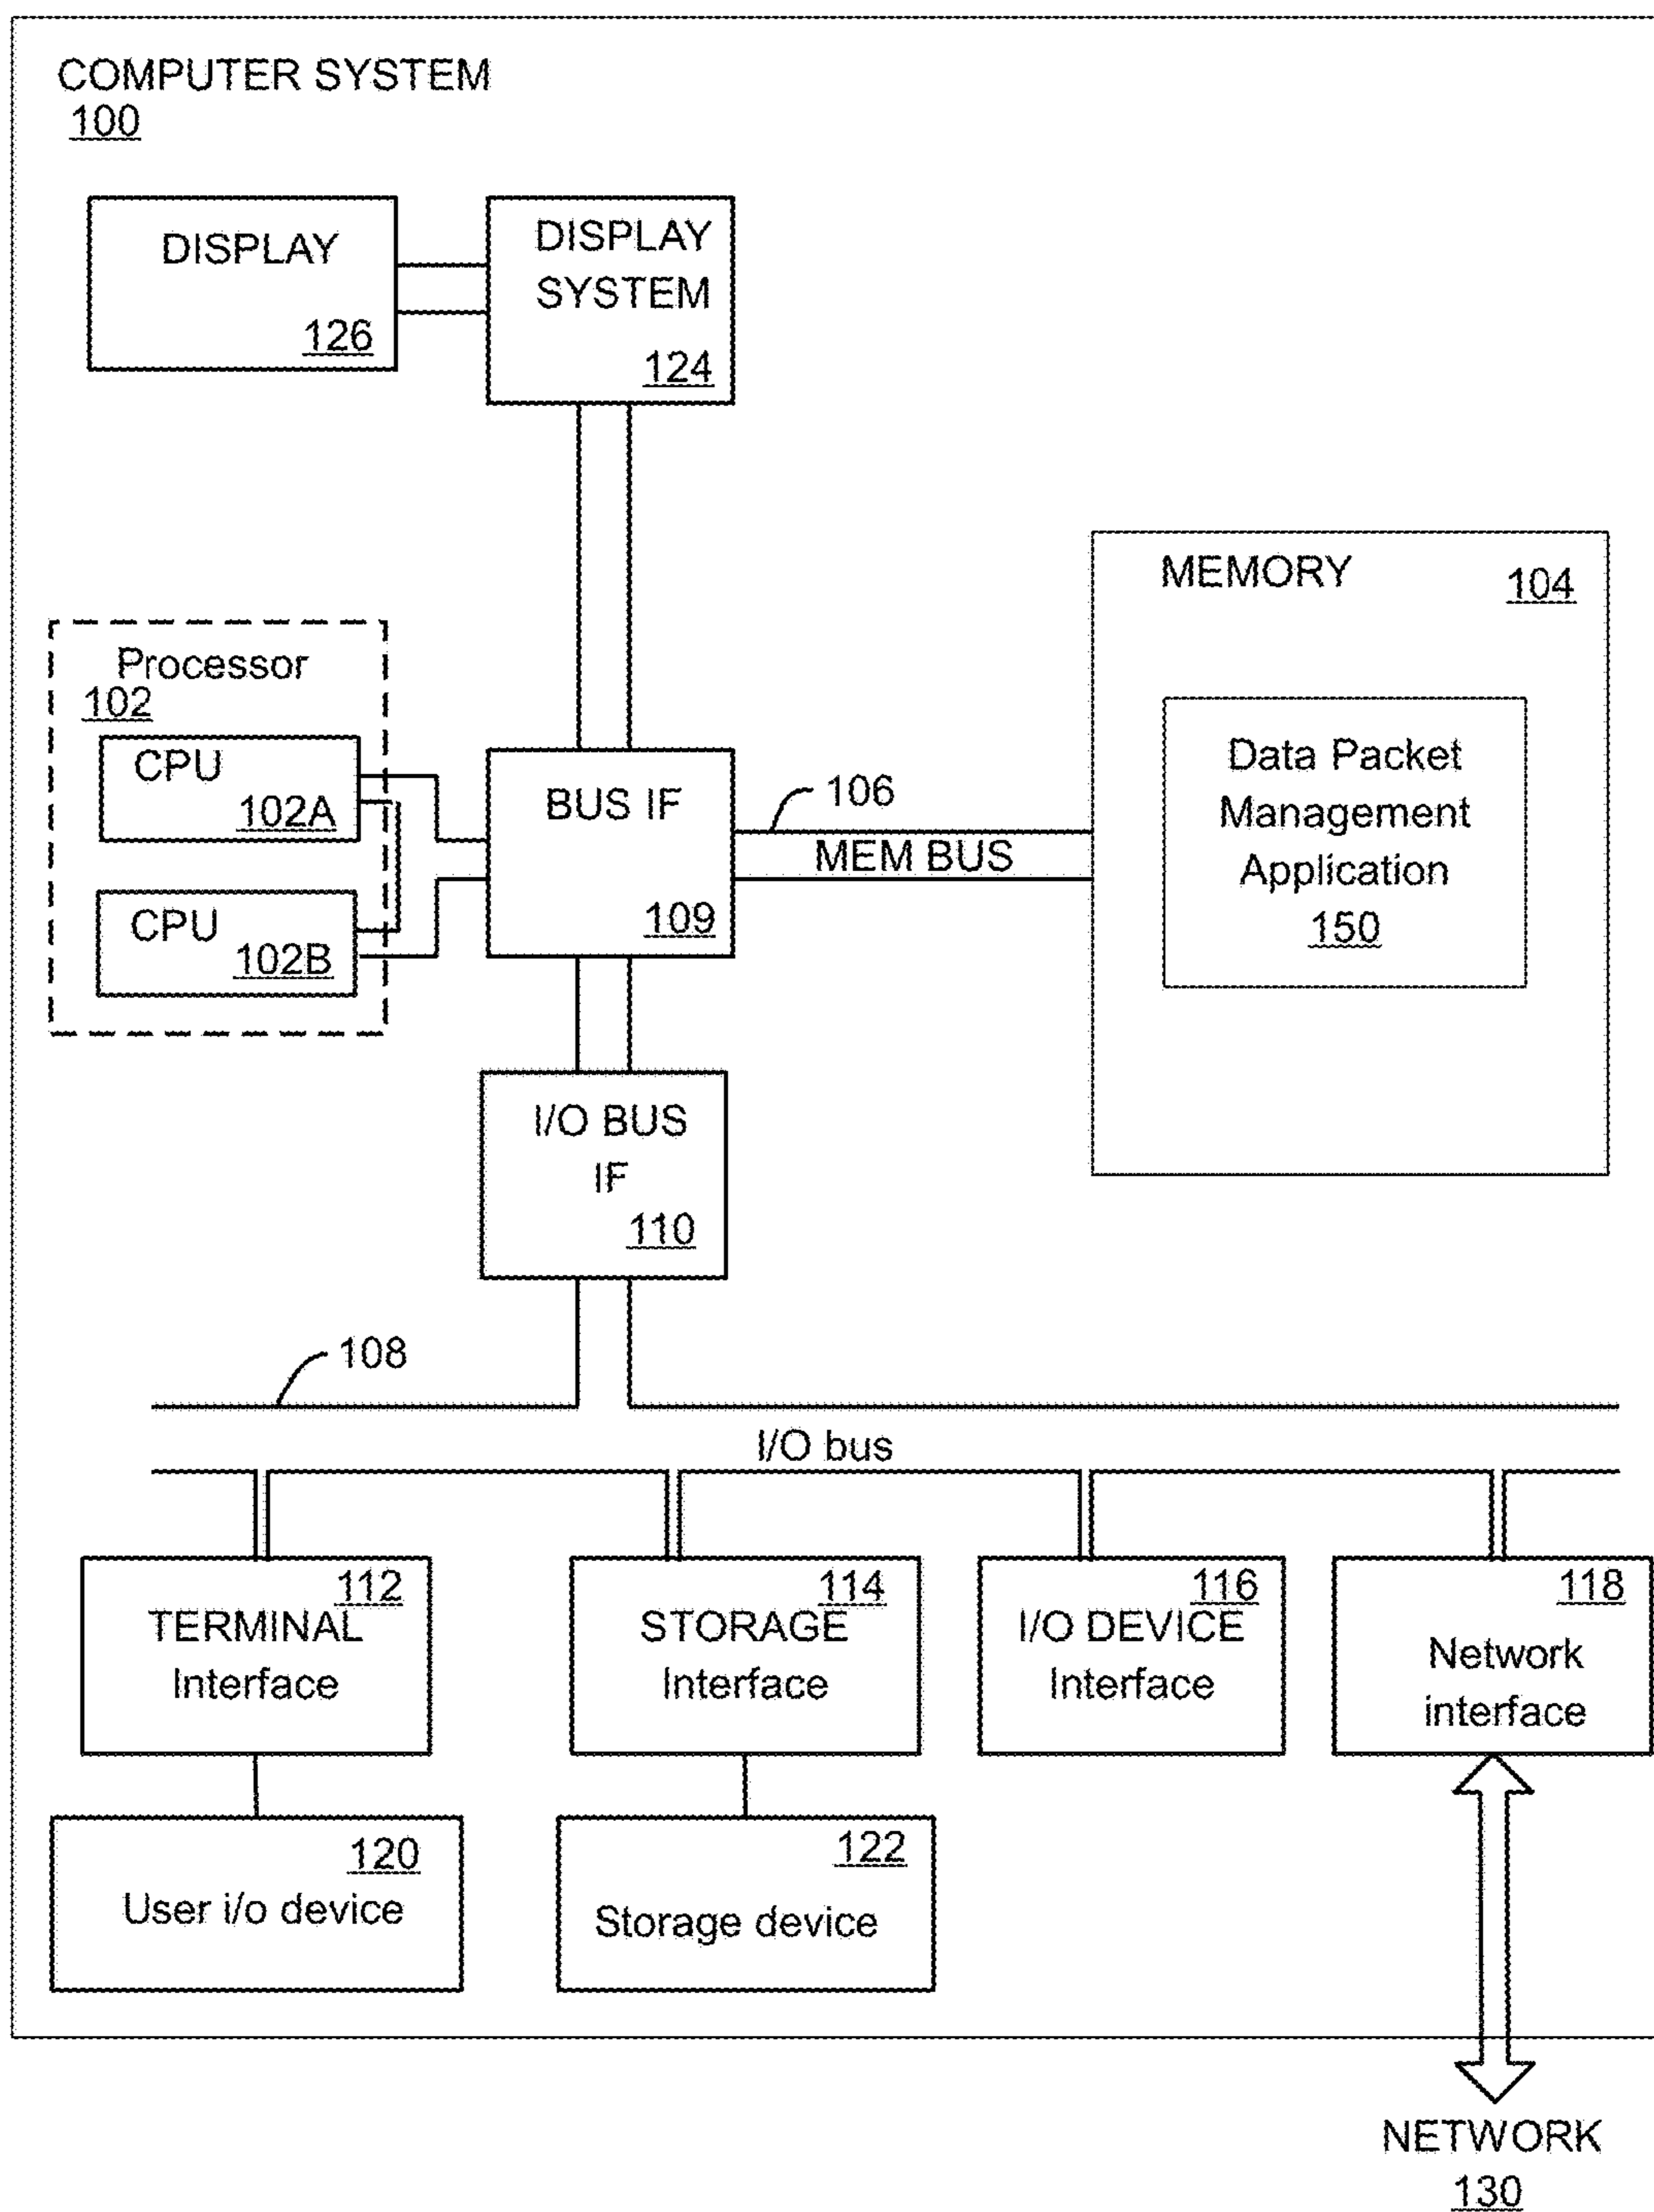 COMPUTER SYSTEM
100
DISPLAY
126
DISPLAY
SYSTEM
124
MEMORY
104
Data Packet
Management
Application
150
Processor
102
CPU
102A
CPU
102B
BUS IF
109
106
MEM BUS
I/O BUS
IF
110
108
I/O bus
112
TERMINAL
Interface
114
STORAGE
Interface
116
I/O DEVICE
Interface
118
Network
interface
120
User i/o device
122
Storage device
NETWORK
130